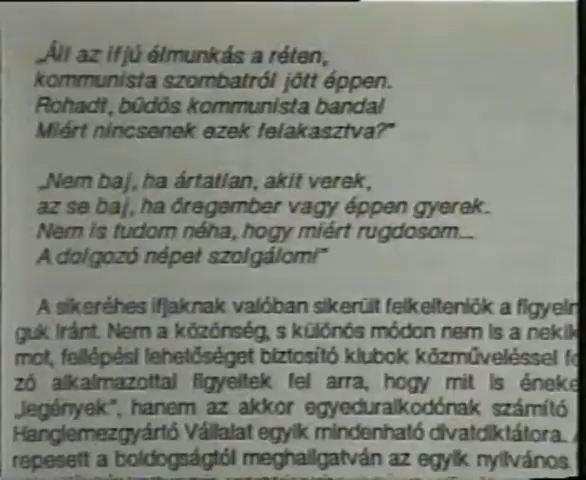 „Áll az ifjú élmunkás a réten,
kommunista szombatról jött éppen.
Rohadt, büdös kommunista banda!
Miért nincsenek ezek felakasztva?"
„Nem baj, ha ártatlan, akit verek,
az se baj, ha öregember vagy éppen gyerek.
Nem is tudom néha, hogy miért rugdosom...
A dolgozó népet szolgálom!"
A sikeréhes ifjaknak valóban sikerült felkelteniök a figyelm
guk iránt. Nem a közönség, s különös módon nem is a nekik
mot, fellépési lehetőséget biztosító klubok közműveléssel fo
zó alkalmazottal figyeltek fel arra, hogy mit is éneke
„legények", hanem az akkor egyeduralkodónak számító
Hanglemezgyártó Vállalat egyik mindenható divatdiktátora. A
repesett a boldogságtól meghallgatván az egyik nyilvános